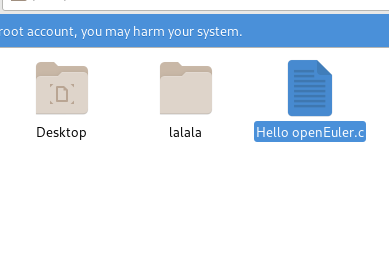 root account, you may harm your system.
Desktop
lalala
Hello openEuler.c